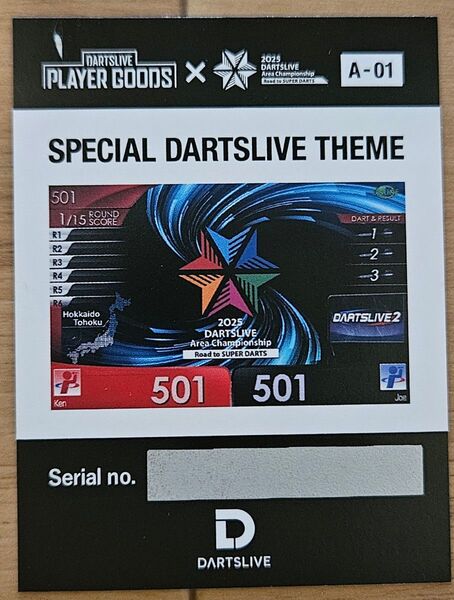 DARTSLIVE
PLAYER GOODS
×
2025
DARTSLIVE
Area Championship
Road to SUPER DARTS
A-01
SPECIAL DARTSLIVE THEME
501
1/15 ROUND
SCORE
R1
R2
R3
R4
R5
R6
DART & RESULT
1
2
3
Hokkaido
Tohoku
2025
DARTSLIVE
Area Championship
Road to SUPER DARTS
DARTSLIVE2
501
501
Ken
Joe
Serial no.
DARTSLIVE